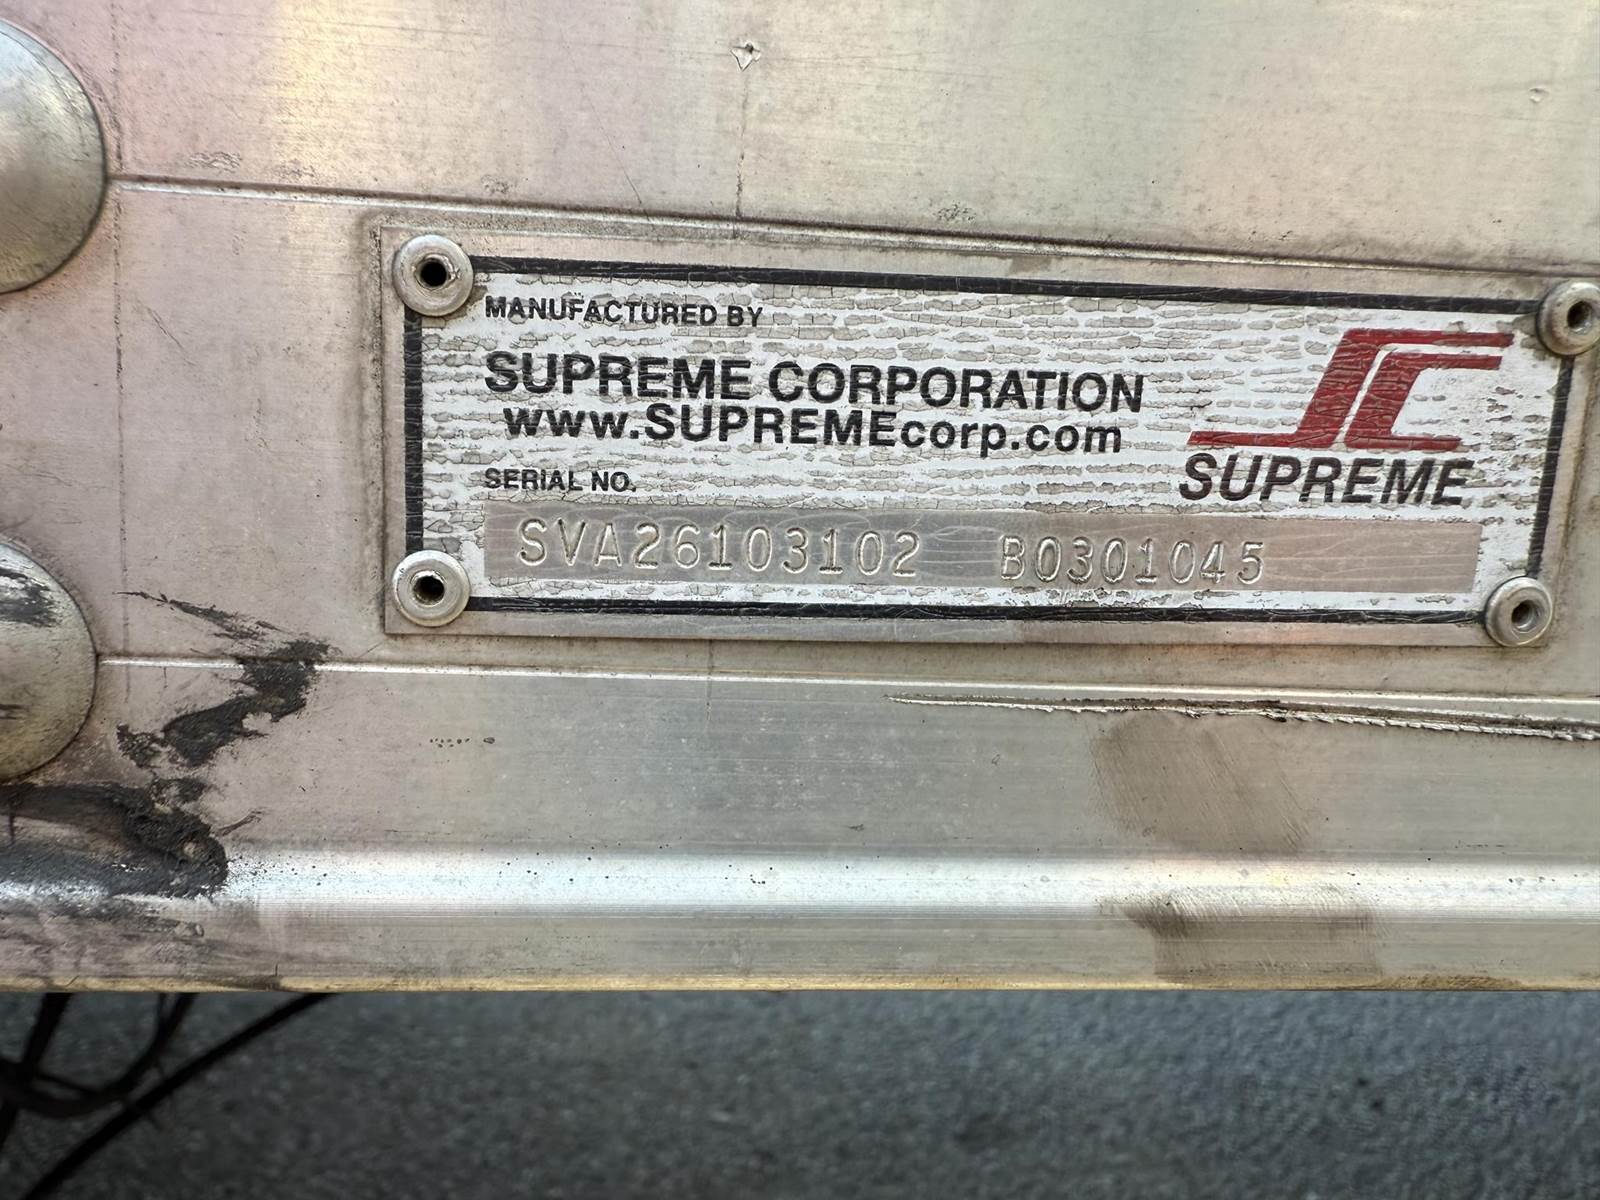 MANUFACTURED BY
SUPREME CORPORATION
www.SUPREMEcorp.com
SUPREME
SERIAL NO.
SVA26103102 B0301045